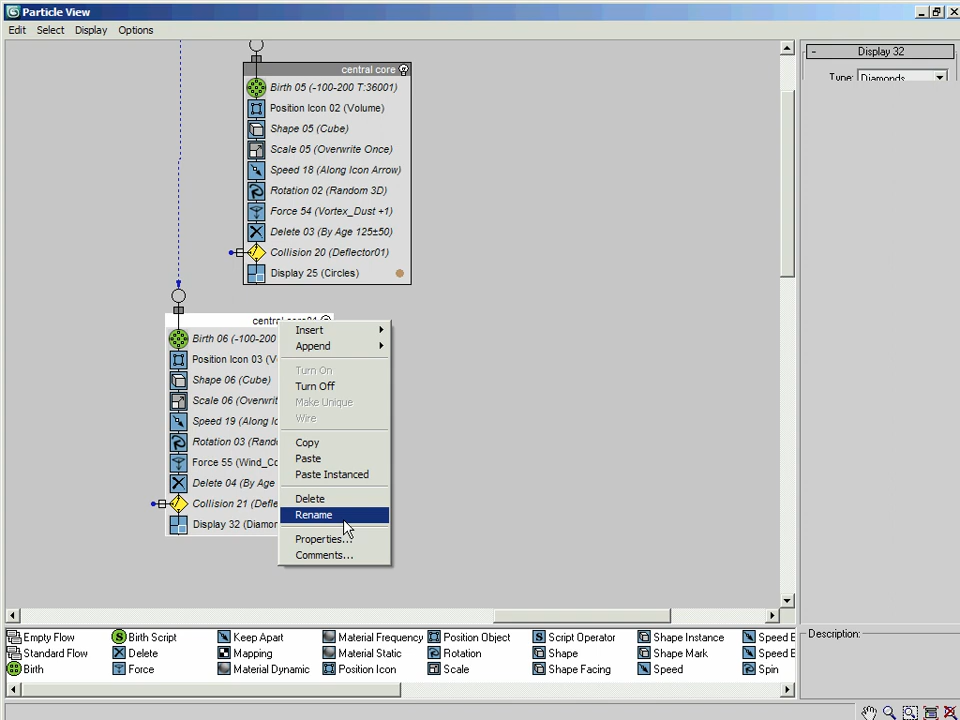 Particle View
Edit Select Display Options
central core
Birth 05 (-100-200 T:36001)
Position Icon 02 (Volume)
Shape 05 (Cube)
Scale 05 (Overwrite Once)
Speed 18 (Along Icon Arrow)
Rotation 02 (Random 3D)
Force 54 (Vortex_Dust +1)
Delete 03 (By Age 125±50)
Collision 20 (Deflector01)
Display 25 (Circles)
Birth 06 (-100-200
Position Icon 03 (V
Shape 06 (Cube)
Scale 06 (Overwrit
Speed 19 (Along Ic
Rotation 03 (Rand
Force 55 (Wind_Co
Delete 04 (By Age
Collision 21 (Defle
Display 32 (Diamon
Insert
Append
Turn On
Turn Off
Make Unique
Wire
Copy
Paste
Paste Instanced
Delete
Rename
Properties...
Comments...
- Display 32
Type: Diamonds
Empty Flow Birth Script Keep Apart Material Frequency Position Object Script Operator Shape Instance Speed B
Standard Flow Delete Mapping Material Static Rotation Shape Shape Mark Speed B
Birth Force Material Dynamic Position Icon Scale Shape Facing Speed Spin
Description: